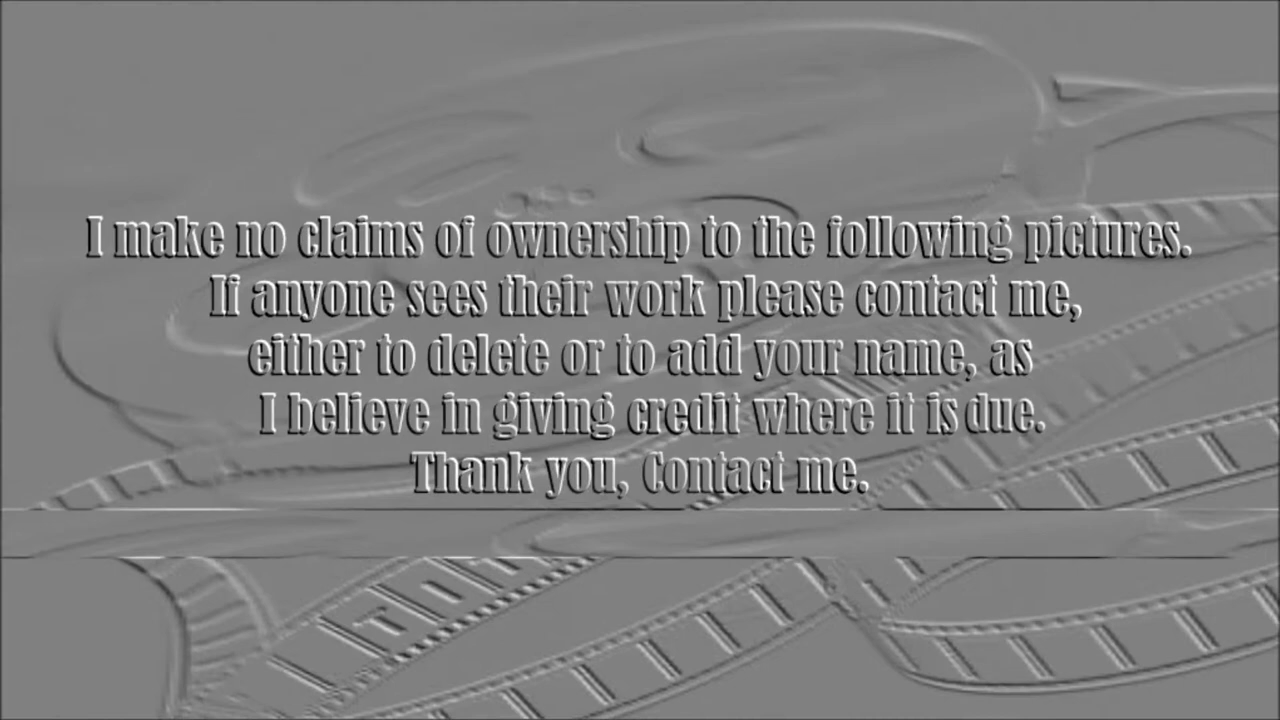 I make no claims of ownership to the following pictures.
If anyone sees their work please contact me,
either to delete or to add your name, as
I believe in giving credit where it is due.
Thank you, Contact me.